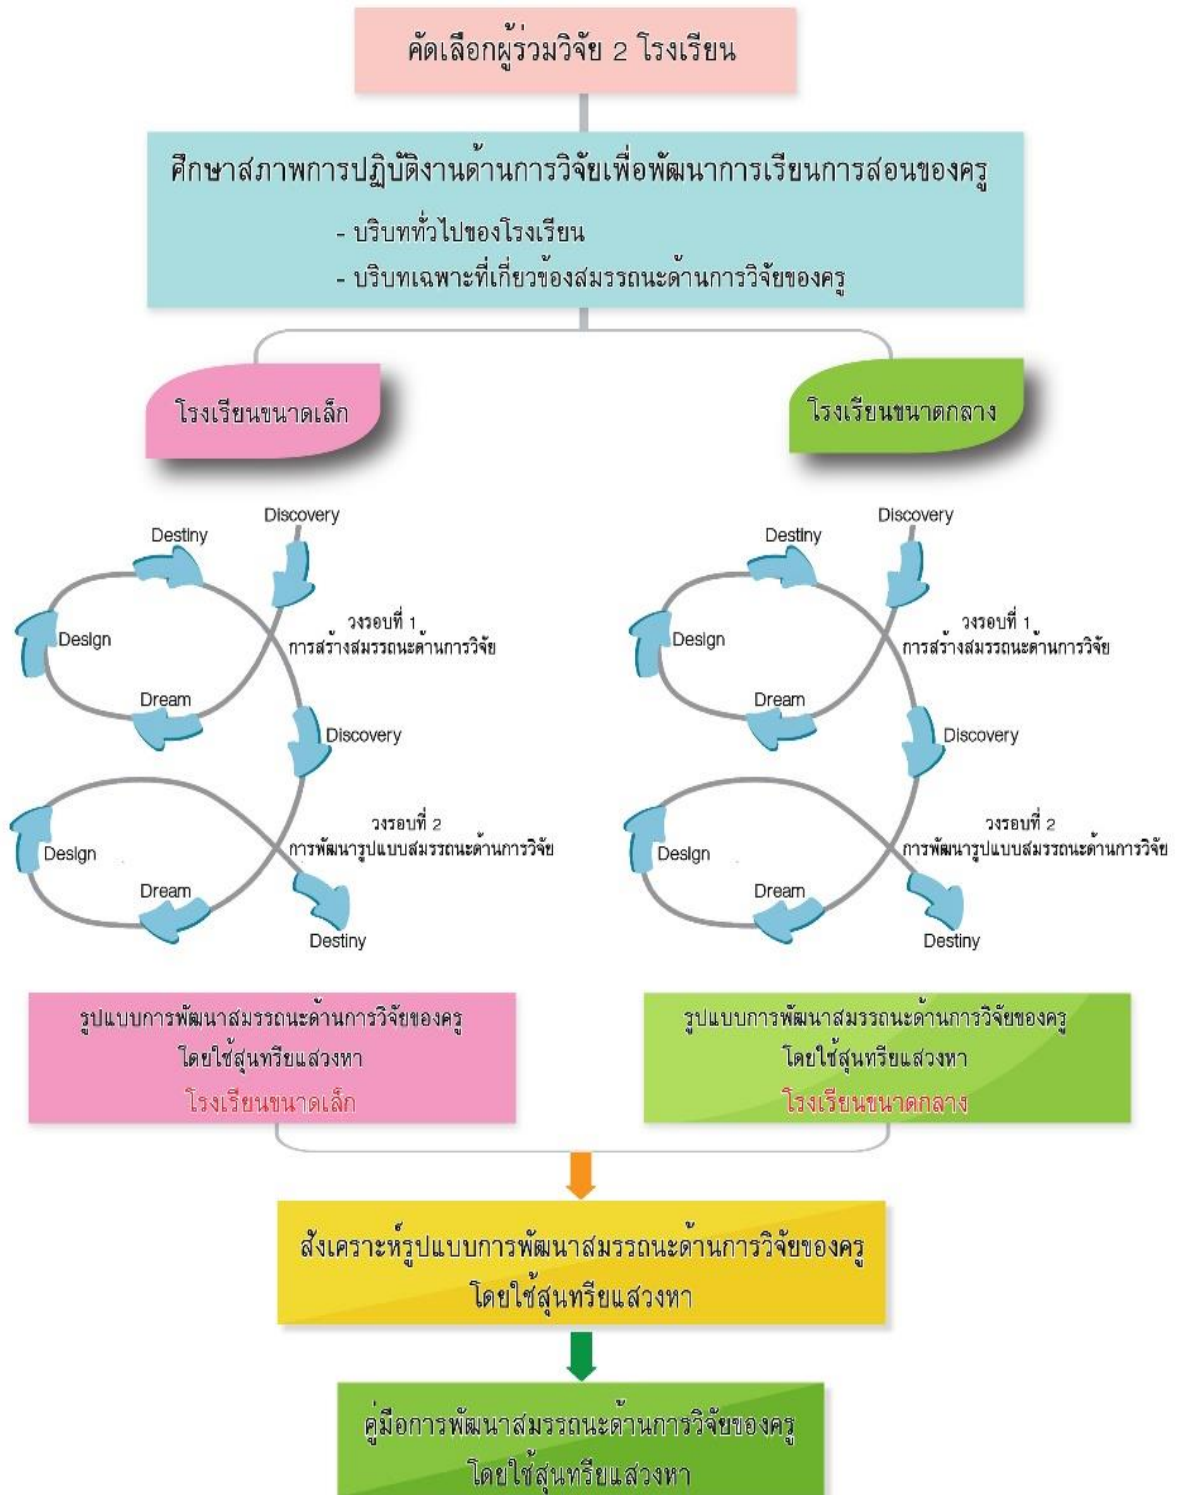 คัดเลือกผู้ร่วมวิจัย 2 โรงเรียน
ศึกษาสภาพการปฏิบัติงานด้านการวิจัยเพื่อพัฒนาการเรียนการสอนของครู
- บริบททั่วไปของโรงเรียน
- บริบทเฉพาะที่เกี่ยวข้องสมรรถนะด้านการวิจัยของครู
โรงเรียนขนาดเล็ก
โรงเรียนขนาดกลาง
Discovery
Destiny
วงรอบที่ 1
การสร้างสมรรถนะด้านการวิจัย
Design
Dream
Discovery
วงรอบที่ 2
การพัฒนารูปแบบสมรรถนะด้านการวิจัย
Design
Dream
Destiny
Discovery
Destiny
วงรอบที่ 1
การสร้างสมรรถนะด้านการวิจัย
Design
Dream
Discovery
วงรอบที่ 2
การพัฒนารูปแบบสมรรถนะด้านการวิจัย
Design
Dream
Destiny
รูปแบบการพัฒนาสมรรถนะด้านการวิจัยของครู
โดยใช้สุนทรียแสวงหา
โรงเรียนขนาดเล็ก
รูปแบบการพัฒนาสมรรถนะด้านการวิจัยของครู
โดยใช้สุนทรียแสวงหา
โรงเรียนขนาดกลาง
สังเคราะห์รูปแบบการพัฒนาสมรรถนะด้านการวิจัยของครู
โดยใช้สุนทรียแสวงหา
คู่มือการพัฒนาสมรรถนะด้านการวิจัยของครู
โดยใช้สุนทรียแสวงหา